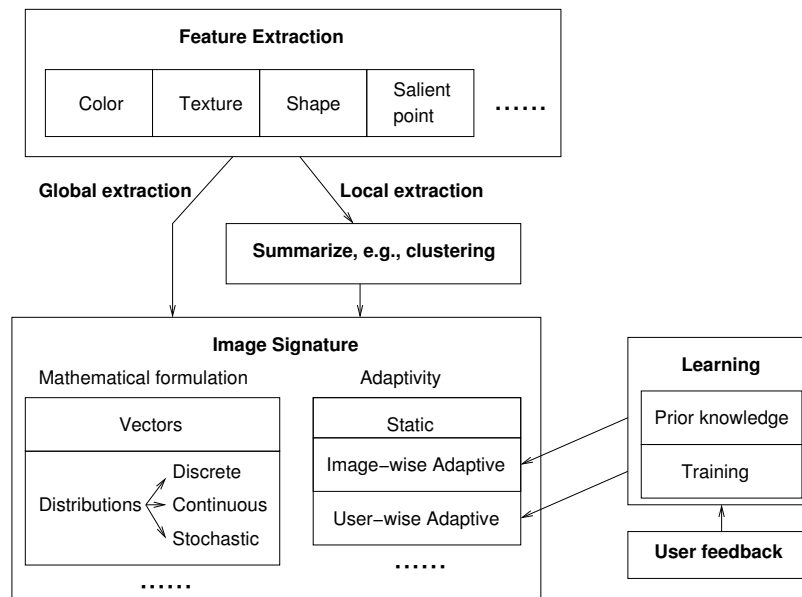 Feature Extraction
Color
Texture
Shape
Salient
point
......
Global extraction
Local extraction
Summarize, e.g., clustering
Image Signature
Mathematical formulation
Adaptivity
Vectors
Distributions
Discrete
Continuous
Stochastic
......
Static
Image−wise Adaptive
User−wise Adaptive
......
Learning
Prior knowledge
Training
User feedback